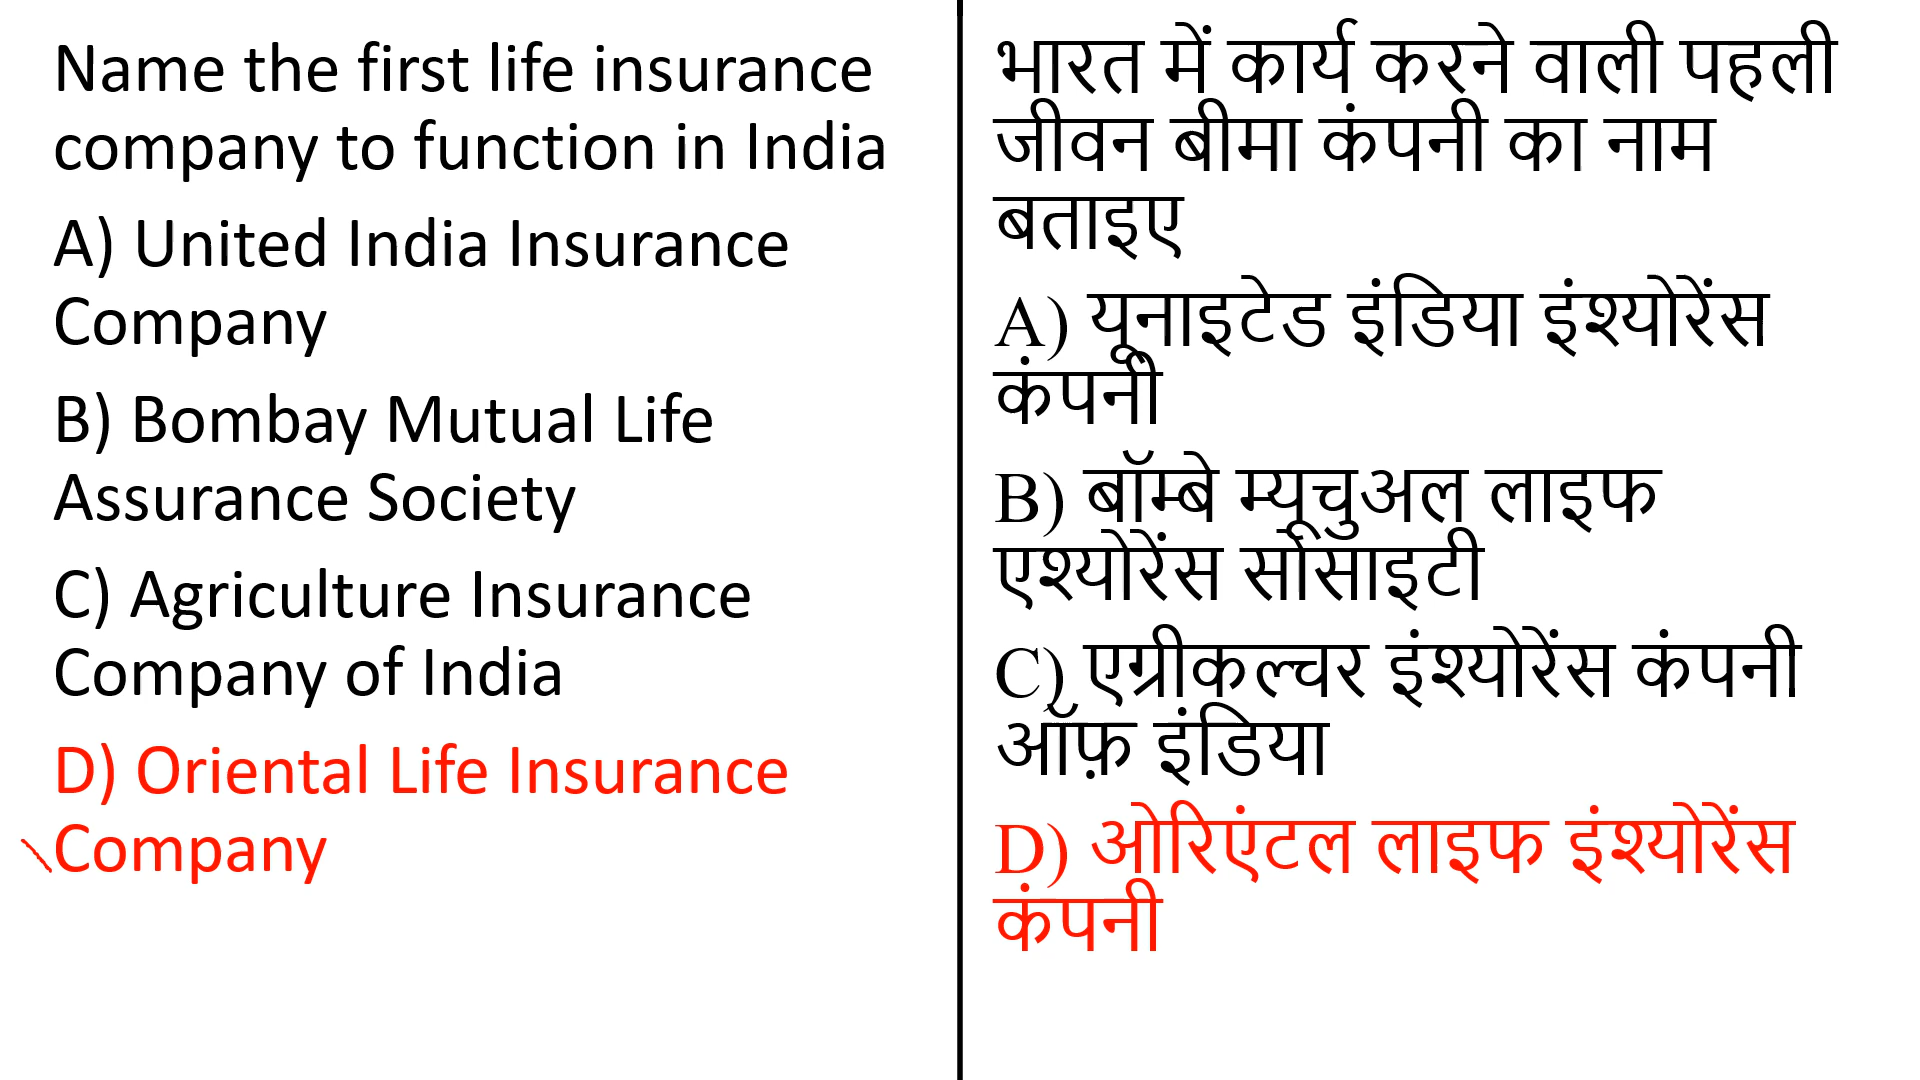 Name the first life insurance
company to function in India
A) United India Insurance
Company
B) Bombay Mutual Life
Assurance Society
C) Agriculture Insurance
Company of India
D) Oriental Life Insurance
Company
भारत में कार्य करने वाली पहली
जीवन बीमा कंपनी का नाम
बताइए
A) यूनाइटेड इंडिया इंश्योरेंस
कंपनी
B) बॉम्बे म्यूचुअल लाइफ
एश्योरेंस सोसाइटी
C) एग्रीकल्चर इंश्योरेंस कंपनी
ऑफ़ इंडिया
D) ओरिएंटल लाइफ इंश्योरेंस
कंपनी